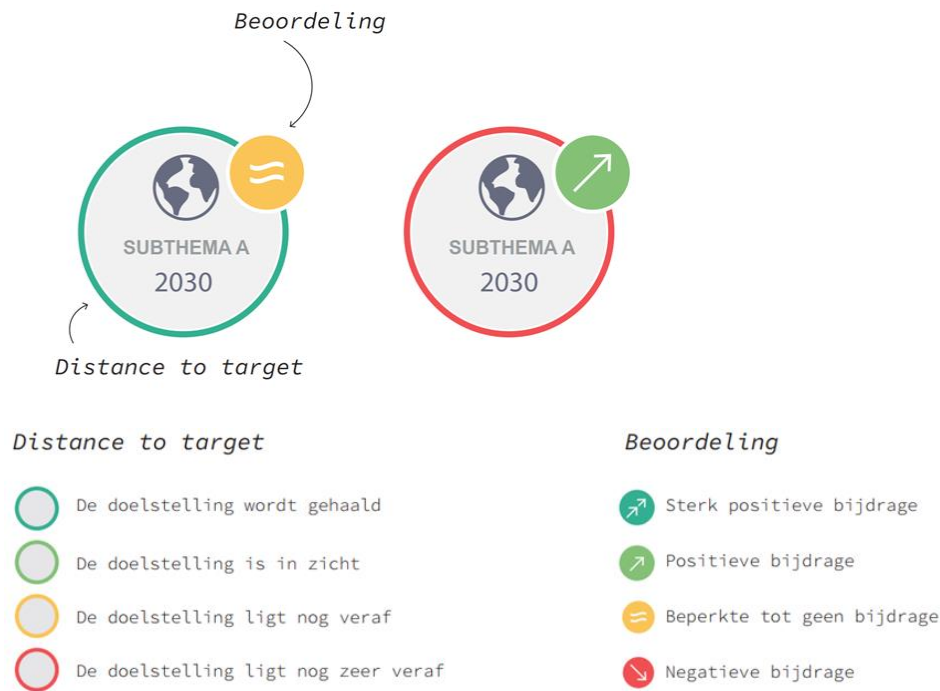 Beoordeling
SUBTHEMA A
2030
SUBTHEMA A
2030
Distance to target
Distance to target
De doelstelling wordt gehaald
De doelstelling is in zicht
De doelstelling ligt nog veraf
De doelstelling ligt nog zeer veraf
Beoordeling
Sterk positieve bijdrage
Positieve bijdrage
Beperkte tot geen bijdrage
Negatieve bijdrage